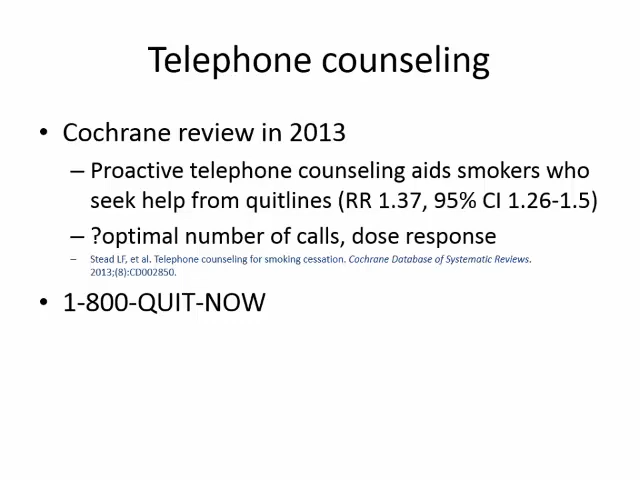 Telephone counseling
• Cochrane review in 2013
– Proactive telephone counseling aids smokers who
seek help from quitlines (RR 1.37, 95% CI 1.26-1.5)
– ?optimal number of calls, dose response
– Stead LF, et al. Telephone counseling for smoking cessation. Cochrane Database of Systematic Reviews.
2013;(8):CD002850.
• 1-800-QUIT-NOW